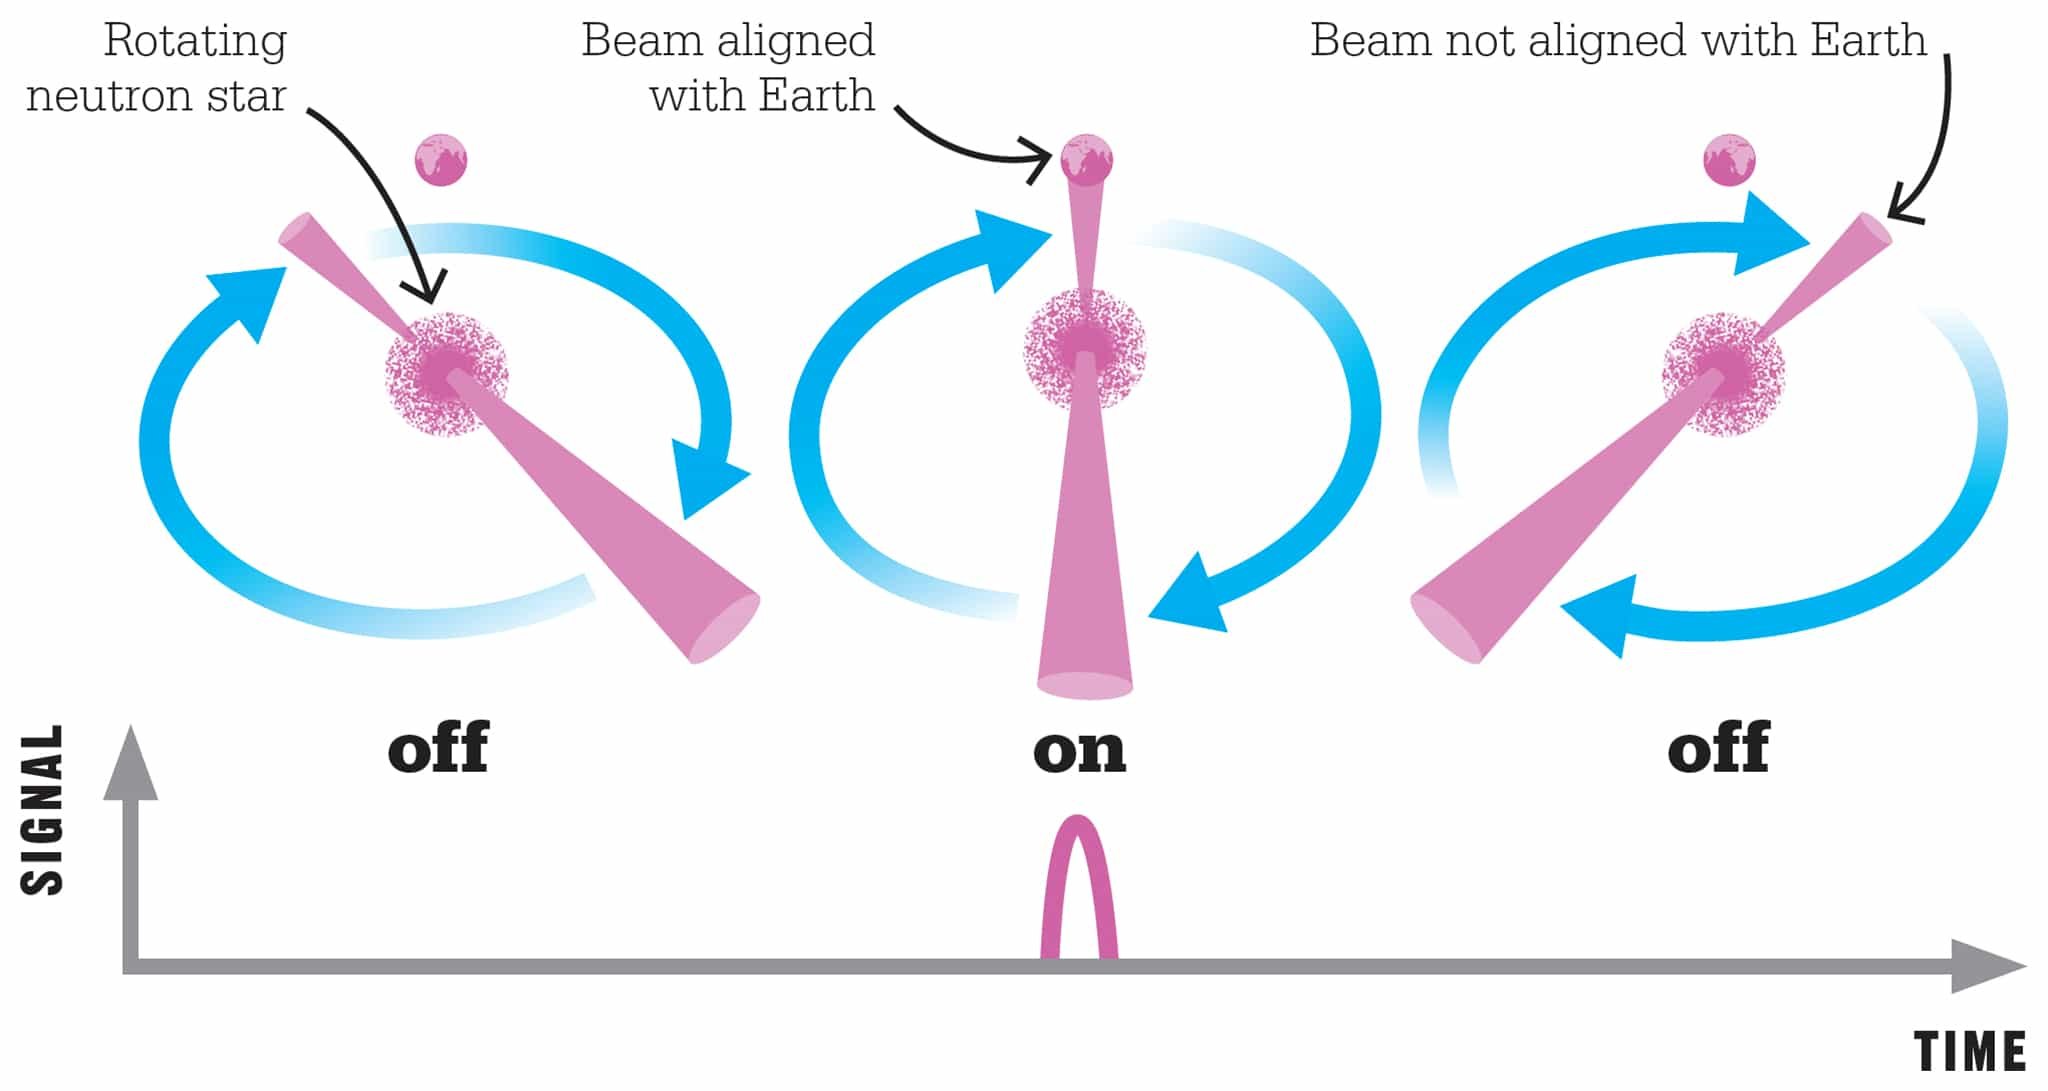 Rotating
neutron star
Beam aligned
with Earth
Beam not aligned with Earth
off
on
off
SIGNAL
TIME